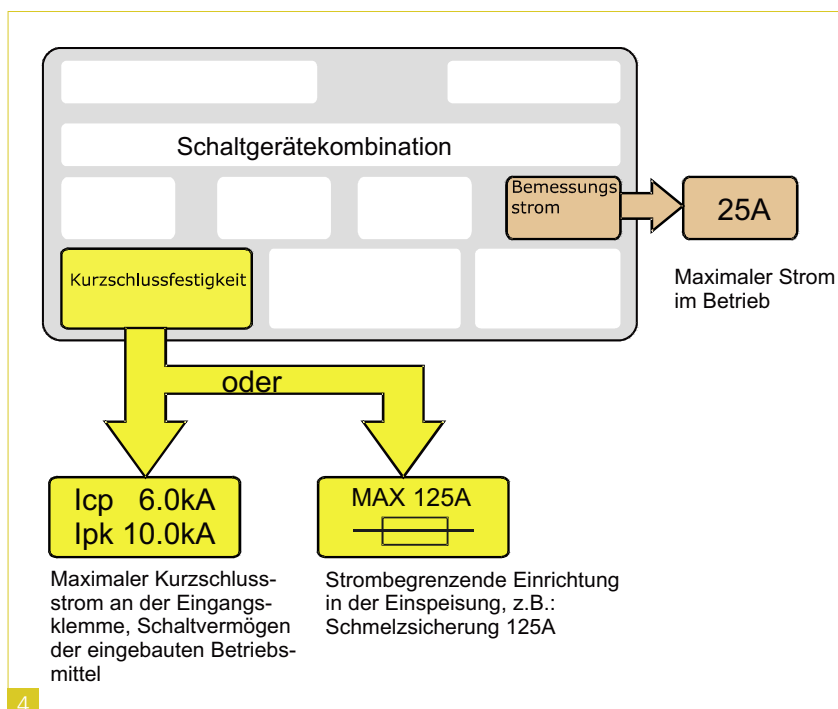 Schaltgerätekombination
Bemessungs
strom
25A
Maximaler Strom
im Betrieb
Kurzschlussfestigkeit
oder
Icp 6.0kA
Ipk 10.0kA
MAX 125A
Maximaler Kurzschluss-
strom an der Eingangs-
klemme, Schaltvermögen
der eingebauten Betriebs-
mittel
Strombegrenzende Einrichtung
in der Einspeisung, z.B.:
Schmelzsicherung 125A
4